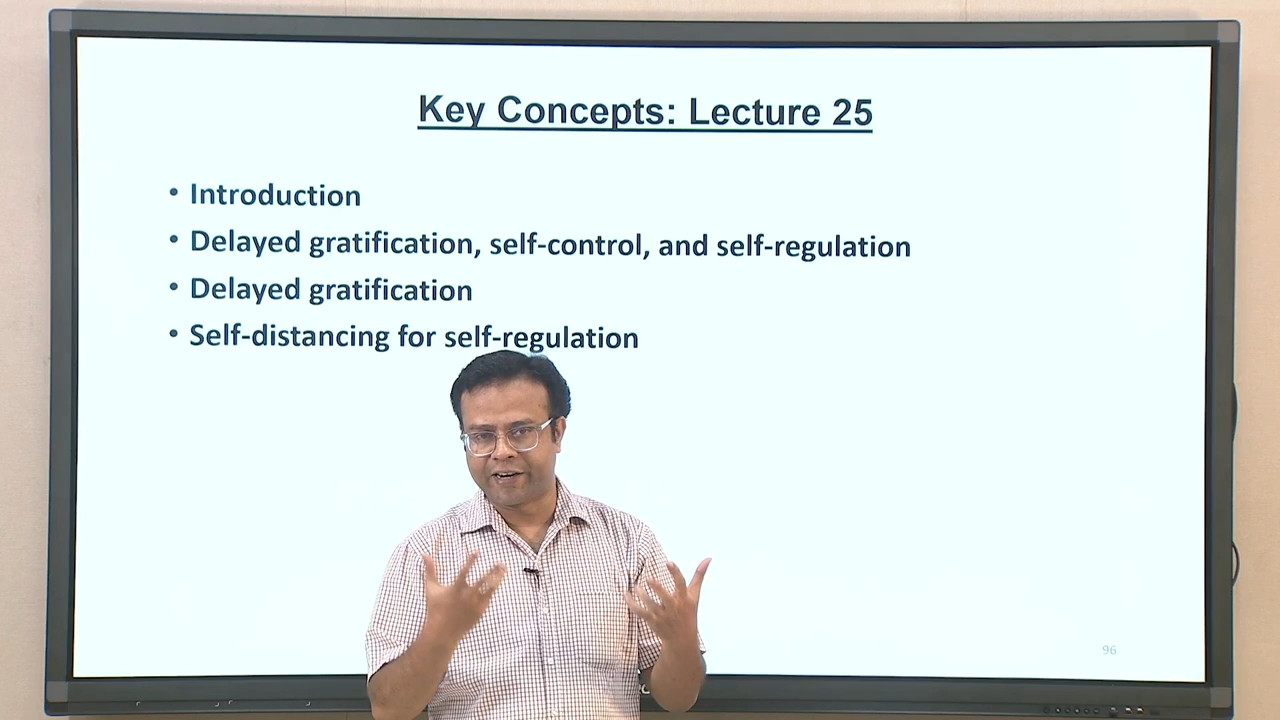 Key Concepts: Lecture 25
• Introduction
• Delayed gratification, self-control, and self-regulation
• Delayed gratification
• Self-distancing for self-regulation
96